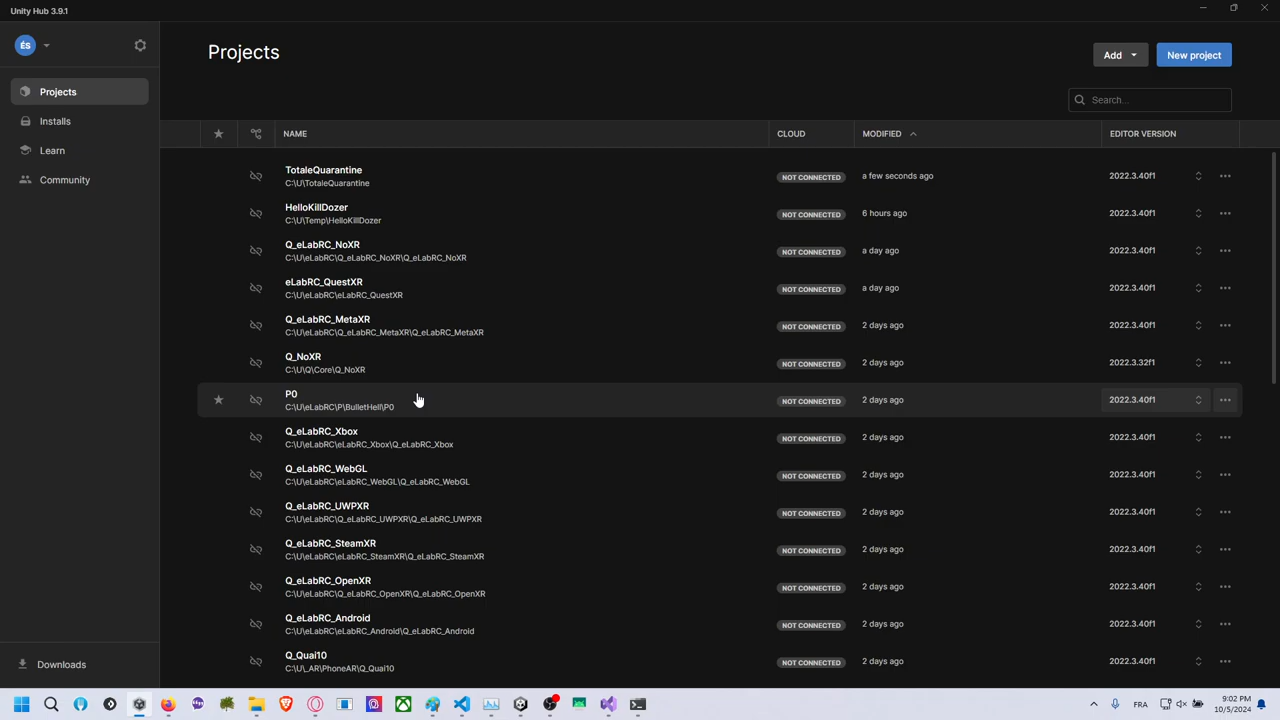 Unity Hub 3.9.1
ÉS
Projects
Installs
Learn
Community
Downloads
Projects
Add
New project
Search...
NAME CLOUD MODIFIED EDITOR VERSION
TotaleQuarantine
C:\U\TotaleQuarantine
NOT CONNECTED a few seconds ago 2022.3.40f1
HelloKillDozer
C:\U\Temp\HelloKillDozer
NOT CONNECTED 6 hours ago 2022.3.40f1
Q_eLabRC_NoXR
C:\U\eLabRC\Q_eLabRC_NoXR\Q_eLabRC_NoXR
NOT CONNECTED a day ago 2022.3.40f1
eLabRC_QuestXR
C:\U\eLabRC\eLabRC_QuestXR
NOT CONNECTED a day ago 2022.3.40f1
Q_eLabRC_MetaXR
C:\U\eLabRC\Q_eLabRC_MetaXR\Q_eLabRC_MetaXR
NOT CONNECTED 2 days ago 2022.3.40f1
Q_NoXR
C:\U\Q\Core\Q_NoXR
NOT CONNECTED 2 days ago 2022.3.32f1
P0
C:\U\eLabRC\P\BulletHell\P0
NOT CONNECTED 2 days ago 2022.3.40f1
Q_eLabRC_Xbox
C:\U\eLabRC\eLabRC_Xbox\Q_eLabRC_Xbox
NOT CONNECTED 2 days ago 2022.3.40f1
Q_eLabRC_WebGL
C:\U\eLabRC\eLabRC_WebGL\Q_eLabRC_WebGL
NOT CONNECTED 2 days ago 2022.3.40f1
Q_eLabRC_UWPXR
C:\U\eLabRC\Q_eLabRC_UWPXR\Q_eLabRC_UWPXR
NOT CONNECTED 2 days ago 2022.3.40f1
Q_eLabRC_SteamXR
C:\U\eLabRC\eLabRC_SteamXR\Q_eLabRC_SteamXR
NOT CONNECTED 2 days ago 2022.3.40f1
Q_eLabRC_OpenXR
C:\U\eLabRC\Q_eLabRC_OpenXR\Q_eLabRC_OpenXR
NOT CONNECTED 2 days ago 2022.3.40f1
Q_eLabRC_Android
C:\U\eLabRC\eLabRC_Android\Q_eLabRC_Android
NOT CONNECTED 2 days ago 2022.3.40f1
Q_Quai10
C:\U\_AR\PhoneAR\Q_Quai10
NOT CONNECTED 2 days ago 2022.3.40f1
FRA
9:02 PM
10/5/2024